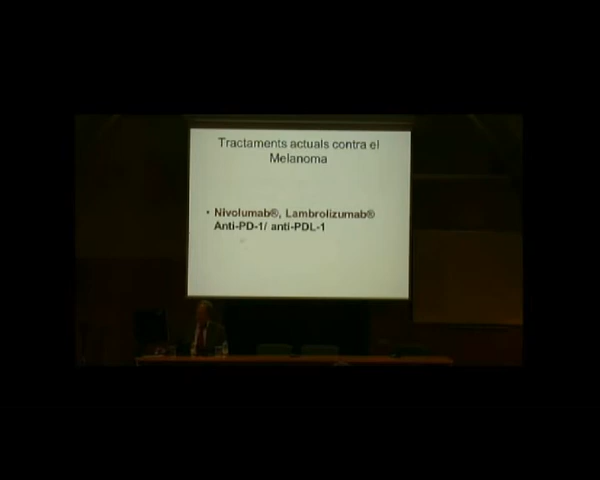 Tractaments actuals contra el
Melanoma
• Nivolumab®, Lambrolizumab®
Anti-PD-1/ anti-PDL-1